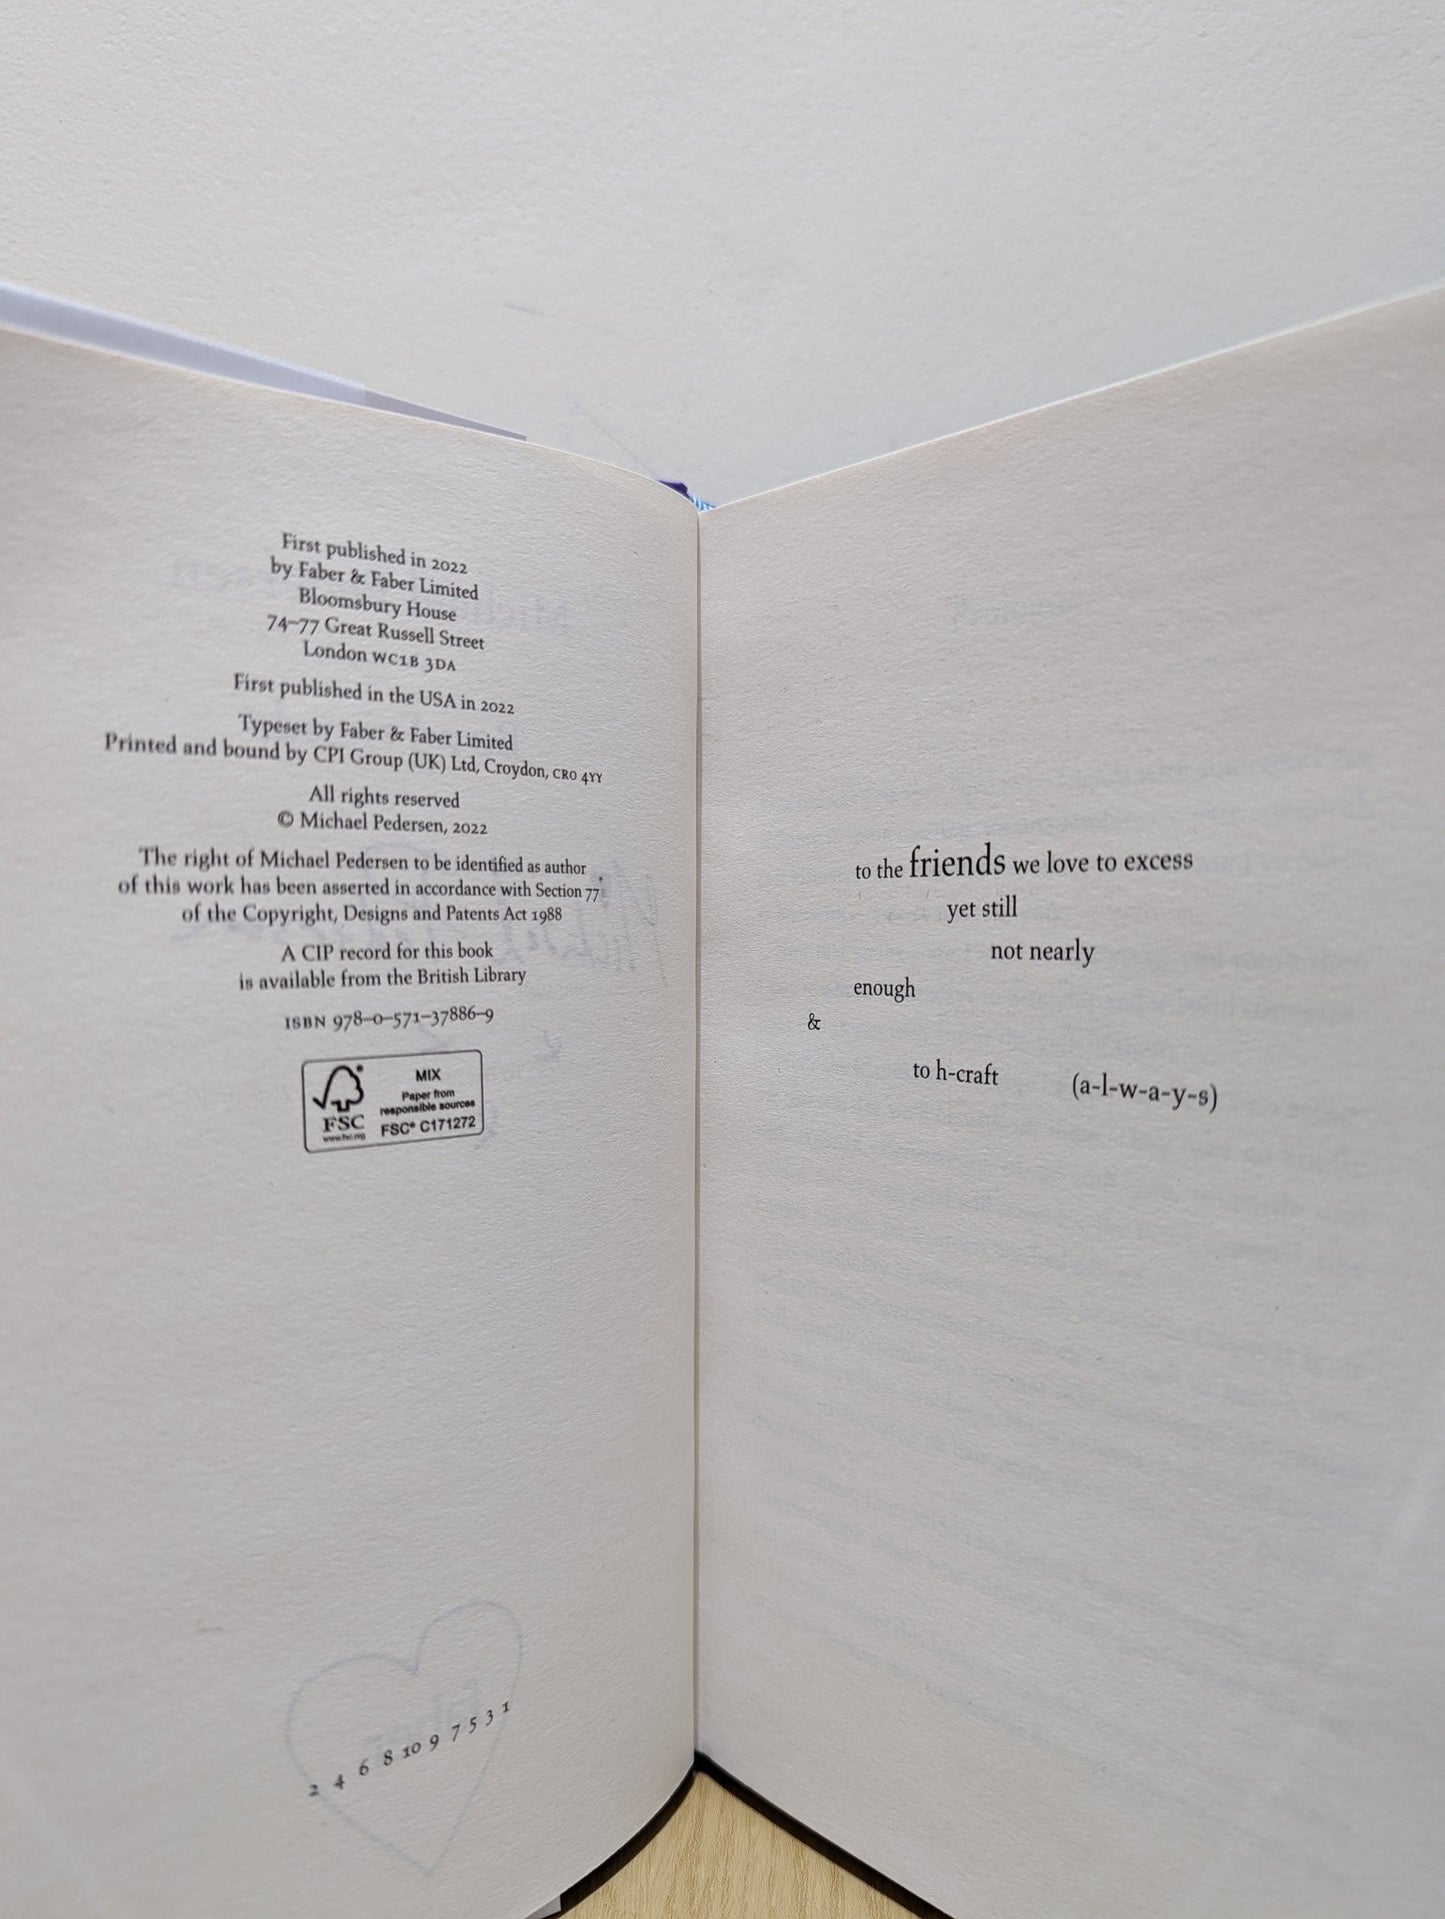 First published in 2022
by Faber & Faber Limited
Bloomsbury House
74–77 Great Russell Street
London WC1B 3DA
First published in the USA in 2022
Typeset by Faber & Faber Limited
Printed and bound by CPI Group (UK) Ltd, Croydon, CR0 4YY
All rights reserved
© Michael Pedersen, 2022
The right of Michael Pedersen to be identified as author
of this work has been asserted in accordance with Section 77
of the Copyright, Designs and Patents Act 1988
A CIP record for this book
is available from the British Library
ISBN 978–0–571–37886–9
MIX
Paper from
responsible sources
FSC® C171272
FSC
www.fsc.org
2 4 6 8 10 9 7 5 3 1
to the friends we love to excess
yet still
not nearly
enough
&
to h-craft (a-l-w-a-y-s)